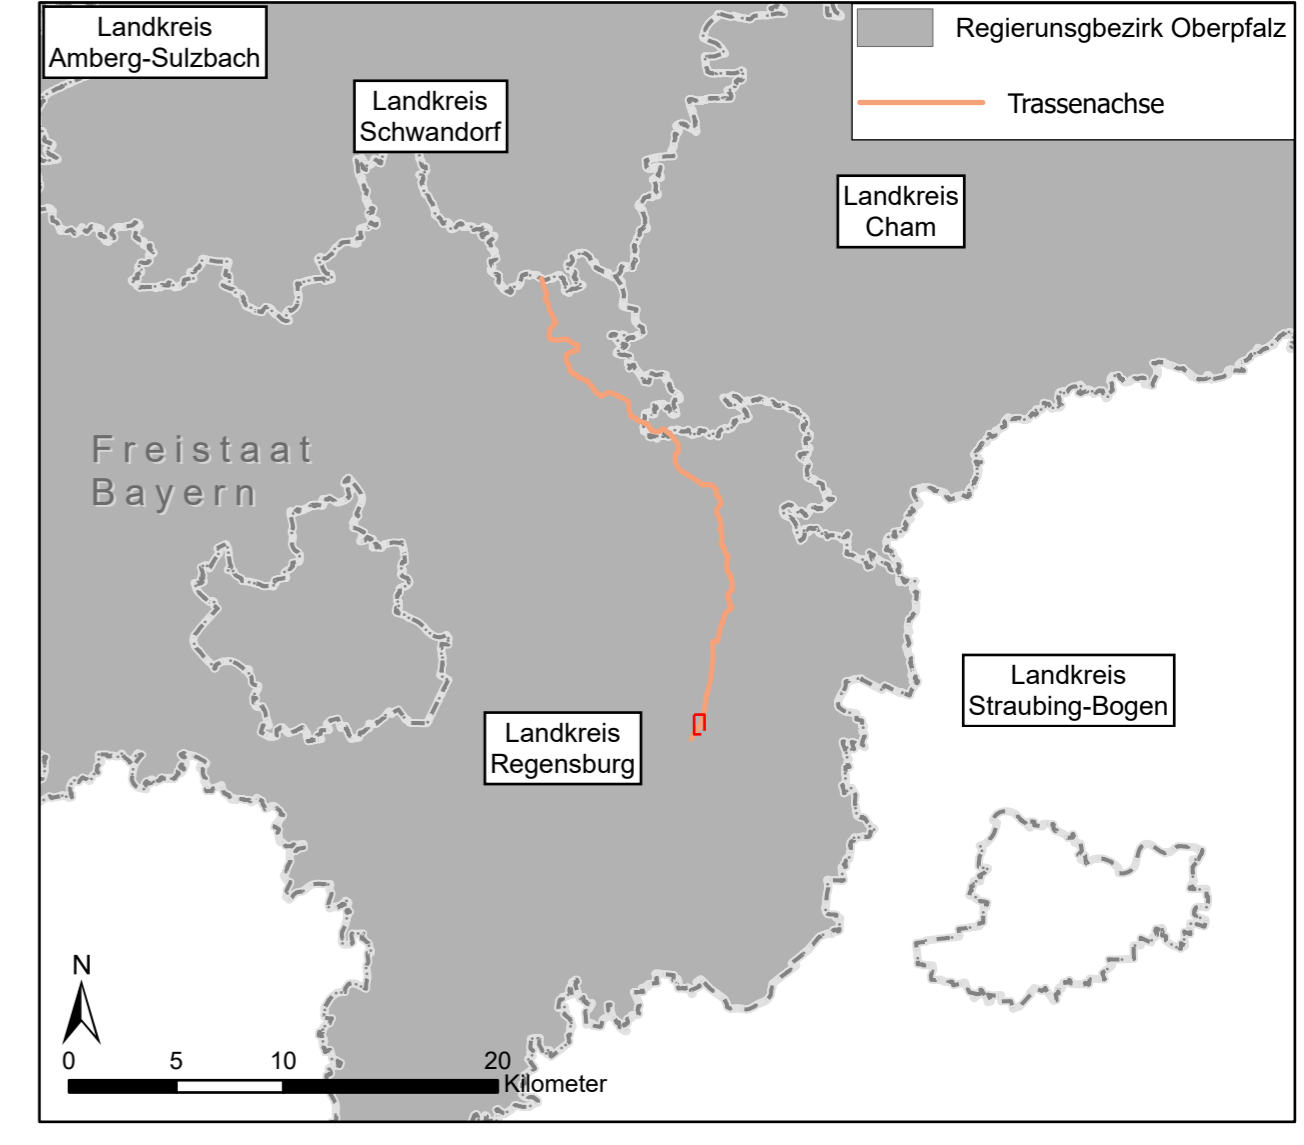 Landkreis
Amberg-Sulzbach
Landkreis
Schwandorf
Regierunsgbezirk Oberpfalz
Trassenachse
Landkreis
Cham
Freistaat
Bayern
Landkreis
Straubing-Bogen
Landkreis
Regensburg
N
0 5 10 20
Kilometer